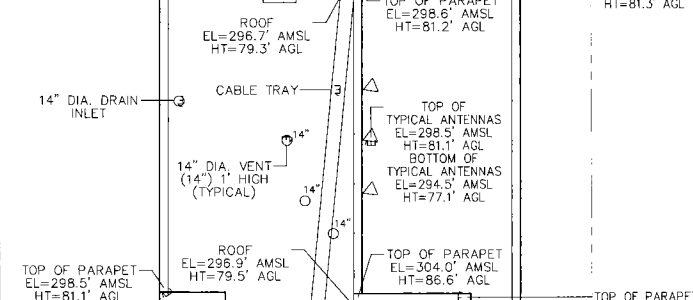 TOP OF PARAPET
EL=298.6' AMSL
HT=81.2' AGL
HT=81.3' AGL
ROOF
EL=296.7' AMSL
HT=79.3' AGL
CABLE TRAY
14" DIA. DRAIN
INLET
TOP OF
TYPICAL ANTENNAS
EL=298.5' AMSL
HT=81.1' AGL
BOTTOM OF
TYPICAL ANTENNAS
EL=294.5' AMSL
HT=77.1' AGL
14"
14" DIA. VENT
(14") 1' HIGH
(TYPICAL)
14"
14"
ROOF
EL=296.9' AMSL
HT=79.5' AGL
TOP OF PARAPET
EL=304.0' AMSL
HT=86.6' AGL
TOP OF PARAPET
EL=298.5' AMSL
HT=81.1' AGL
TOP OF PARAPET